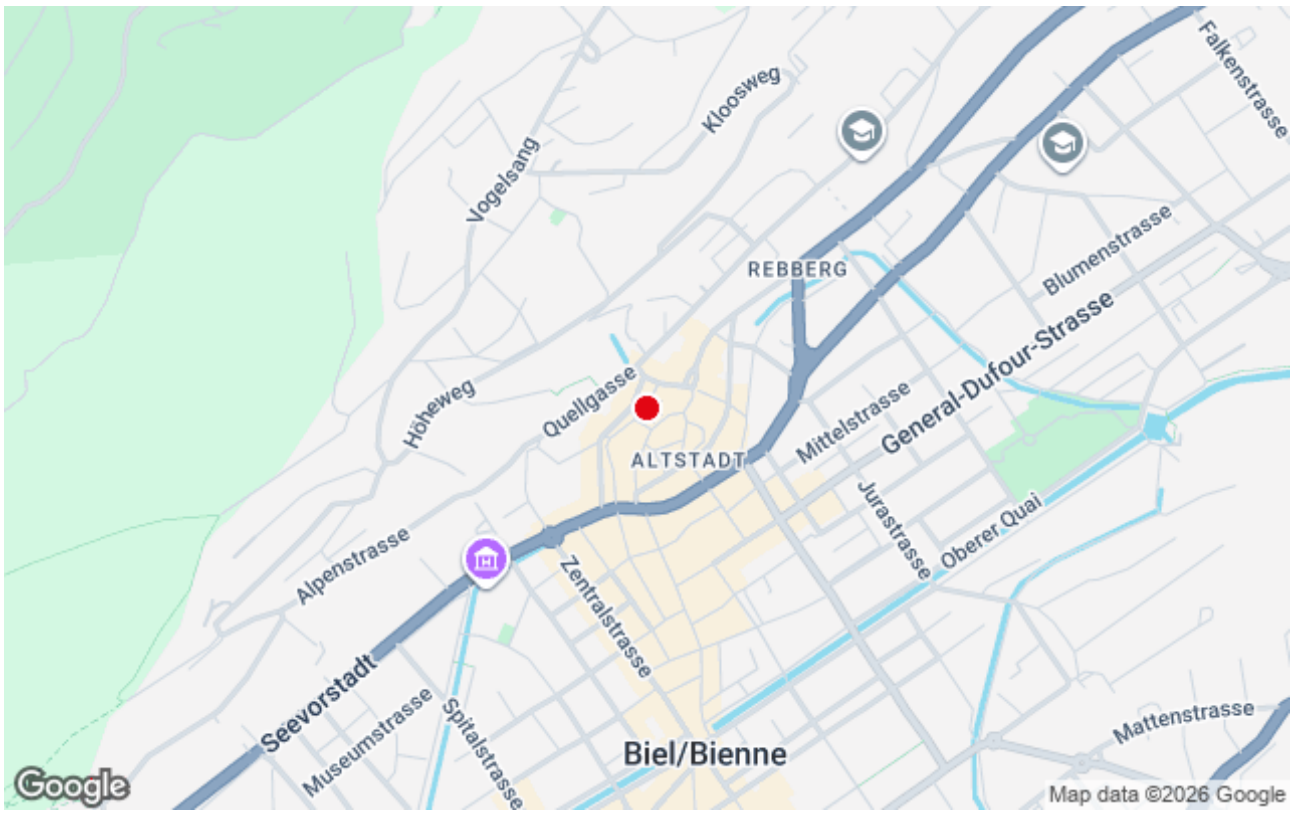 Falkenstrasse
Kloosweg
Vogelsang
Blumenstrasse
REBBERG
General-Dufour-Strasse
Höheweg
Quellgasse
Mittelstrasse
ALTSTADT
Jurastrasse
Oberer Quai
Alpenstrasse
Zentralstrasse
Seevorstadt
Museumstrasse
Spitalstrasse
Mattenstrasse
Biel/Bienne
Google
Map data ©2026 Google